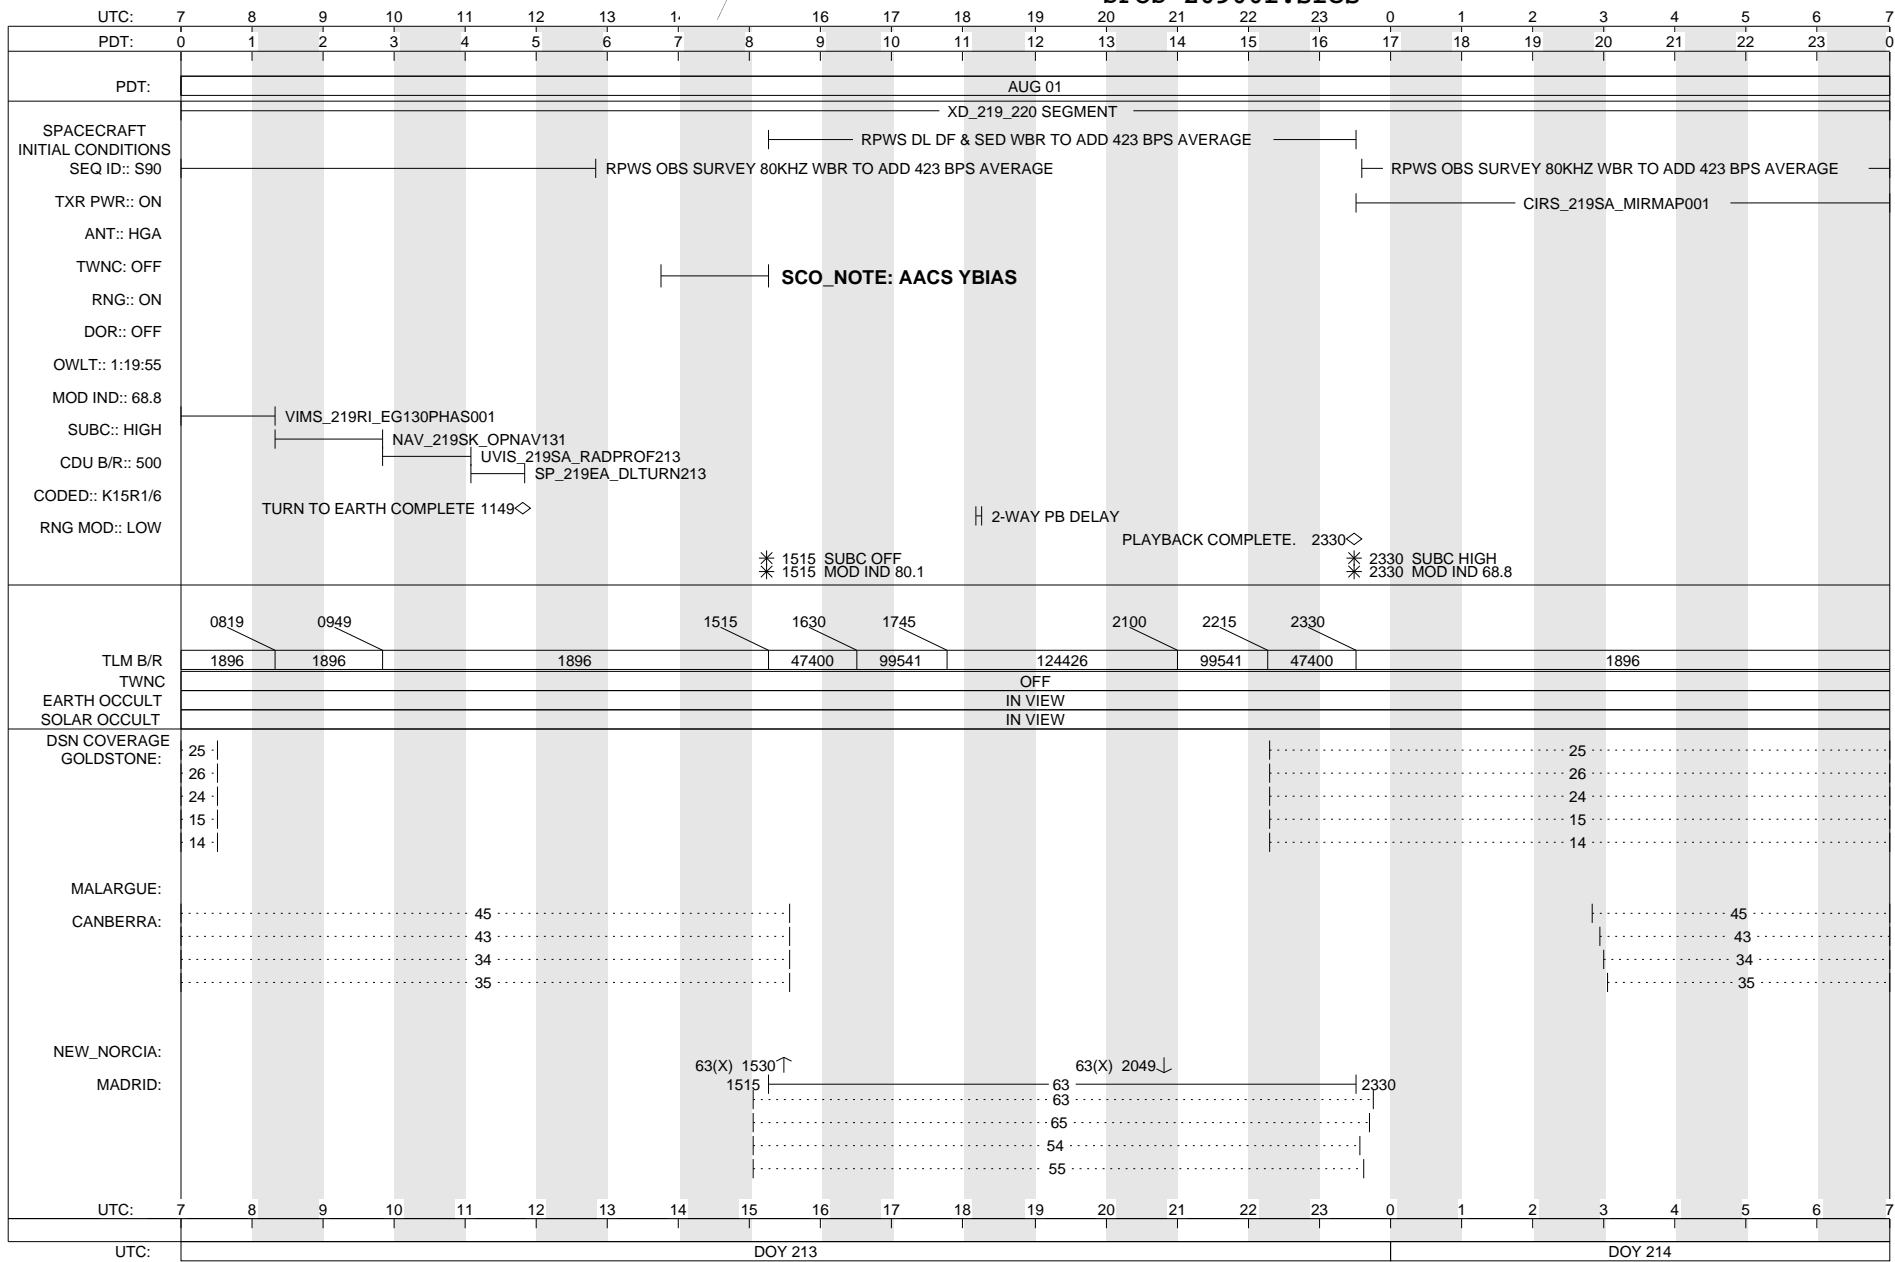 UTC: 7 8 9 10 11 12 13 16 17 18 19 20 21 22 23 0 1 2 3 4 5 6 7
PDT: 0 1 2 3 4 5 6 7 8 9 10 11 12 13 14 15 16 17 18 19 20 21 22 23 0
PDT: AUG 01
XD_219_220 SEGMENT
SPACECRAFT
INITIAL CONDITIONS
RPWS DL DF & SED WBR TO ADD 423 BPS AVERAGE
SEQ ID:: S90
RPWS OBS SURVEY 80KHZ WBR TO ADD 423 BPS AVERAGE
RPWS OBS SURVEY 80KHZ WBR TO ADD 423 BPS AVERAGE
TXR PWR:: ON
CIRS_219SA_MIRMAP001
ANT:: HGA
TWNC: OFF
SCO_NOTE: AACS YBIAS
RNG:: ON
DOR:: OFF
OWLT:: 1:19:55
MOD IND:: 68.8
VIMS_219RI_EG130PHAS001
SUBC:: HIGH
NAV_219SK_OPNAV131
UVIS_219SA_RADPROF213
CDU B/R:: 500
SP_219EA_DLTURN213
CODED:: K15R1/6
TURN TO EARTH COMPLETE 1149
2-WAY PB DELAY
RNG MOD:: LOW
PLAYBACK COMPLETE. 2330
1515 SUBC OFF
2330 SUBC HIGH
1515 MOD IND 80.1
2330 MOD IND 68.8
0819 0949 1515 1630 1745 2100 2215 2330
TLM B/R 1896 1896 1896 47400 99541 124426 99541 47400 1896
TWNC OFF
EARTH OCCULT IN VIEW
SOLAR OCCULT IN VIEW
DSN COVERAGE
GOLDSTONE:
25 25
26 26
24 24
15 15
14 14
MALARGUE:
CANBERRA:
45 45
43 43
34 34
35 35
NEW_NORCIA:
63(X) 1530 63(X) 2049
MADRID: 1515 63 2330
63
65
54
55
UTC: 7 8 9 10 11 12 13 14 15 16 17 18 19 20 21 22 23 0 1 2 3 4 5 6 7
UTC: DOY 213 DOY 214